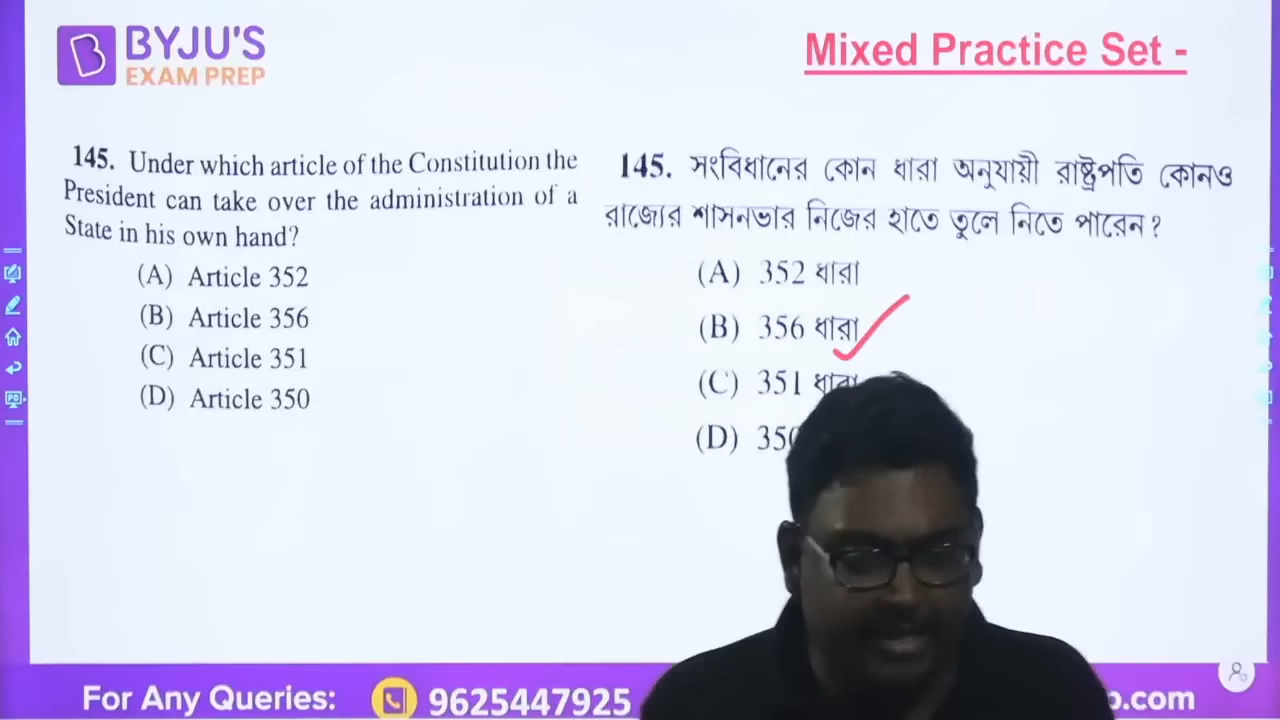 BYJU'S
EXAM PREP
Mixed Practice Set -
145. Under which article of the Constitution the
President can take over the administration of a
State in his own hand?
(A) Article 352
(B) Article 356
(C) Article 351
(D) Article 350
145. সংবিধানের কোন ধারা অনুযায়ী রাষ্ট্রপতি কোনও
রাজ্যের শাসনভার নিজের হাতে তুলে নিতে পারেন?
(A) 352 ধারা
(B) 356 ধারা
(C) 351 ধারা
(D) 350
For Any Queries: 9625447925
.com